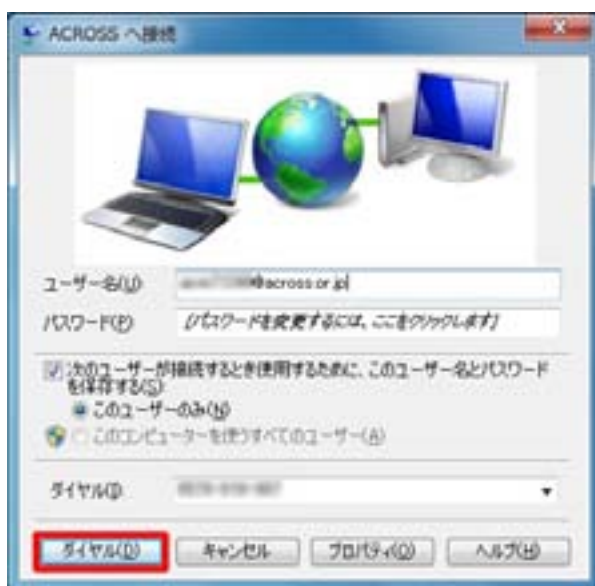 ACROSS へ接続
ユーザー名(U)
@across.or.jp
パスワード(P)
[パスワードを変更するには、ここをクリックします]
次のユーザーが接続するとき使用するために、このユーザー名とパスワード
を保存する(S)
このユーザーのみ(N)
このコンピューターを使うすべてのユーザー(A)
ダイヤル(I)
ダイヤル(D)
キャンセル
プロパティ(O)
ヘルプ(H)